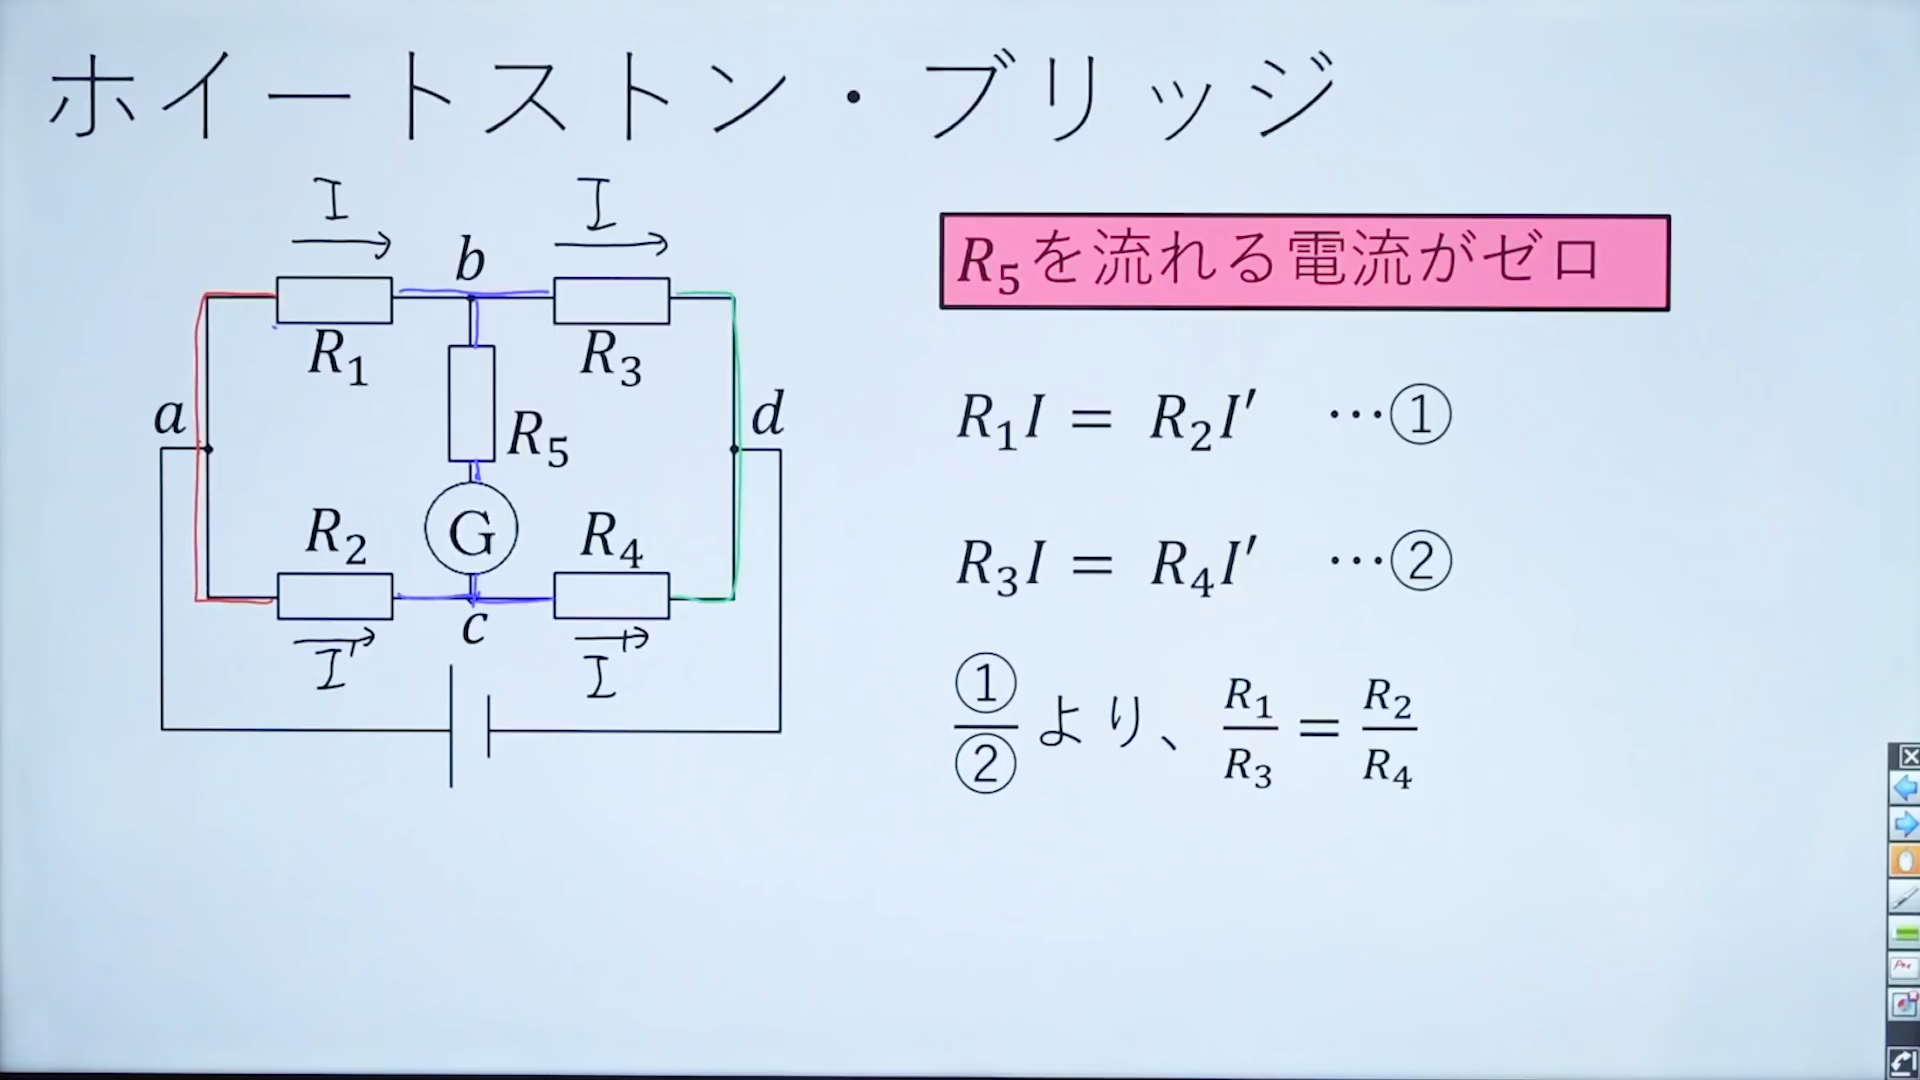 ホイートストン・ブリッジ
I I
b
R₁ R₃
a d
R₅
G
R₂ R₄
c
I' I'
R₅を流れる電流がゼロ
R₁I = R₂I′ …①
R₃I = R₄I′ …②
①/② より、 R₁/R₃ = R₂/R₄